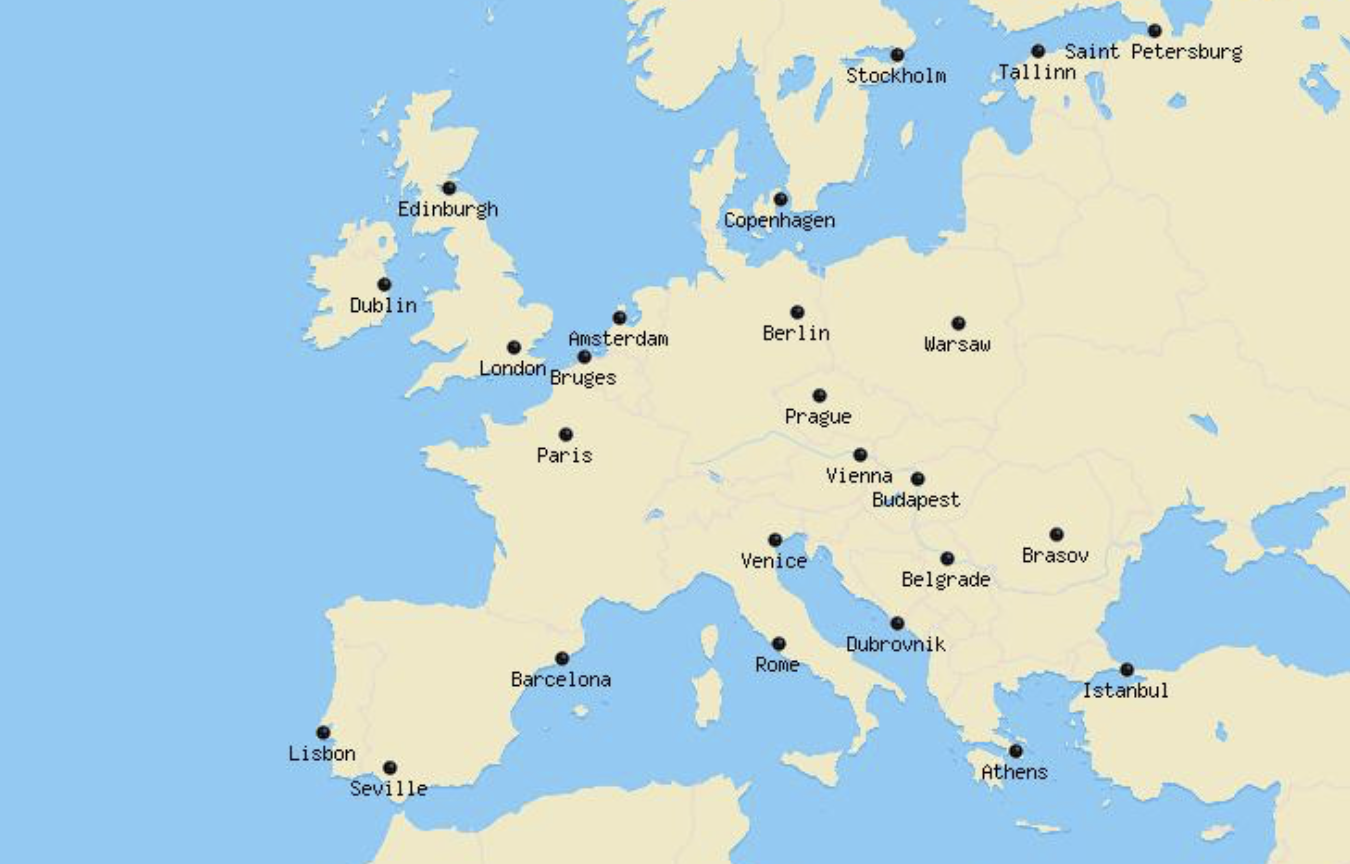 Saint Petersburg
Stockholm
Tallinn
Edinburgh
Copenhagen
Dublin
Amsterdam
Berlin
Warsaw
London
Bruges
Prague
Paris
Vienna
Budapest
Venice
Brasov
Belgrade
Dubrovnik
Rome
Barcelona
Istanbul
Lisbon
Athens
Seville